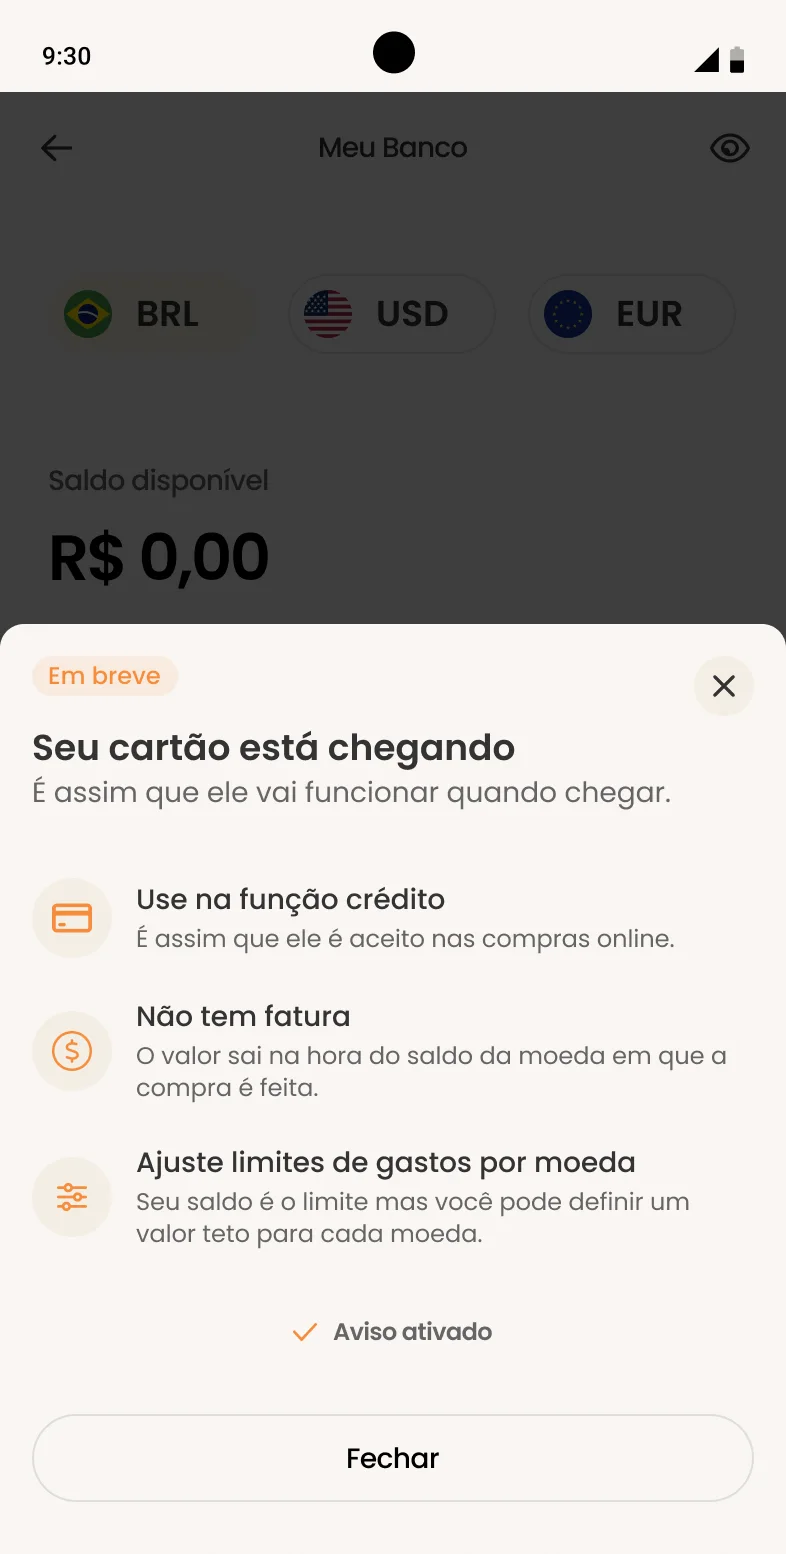 9:30
Meu Banco
BRL
USD
EUR
Saldo disponível
R$ 0,00
Em breve
Seu cartão está chegando
É assim que ele vai funcionar quando chegar.
Use na função crédito
É assim que ele é aceito nas compras online.
Não tem fatura
O valor sai na hora do saldo da moeda em que a
compra é feita.
Ajuste limites de gastos por moeda
Seu saldo é o limite mas você pode definir um
valor teto para cada moeda.
Aviso ativado
Fechar